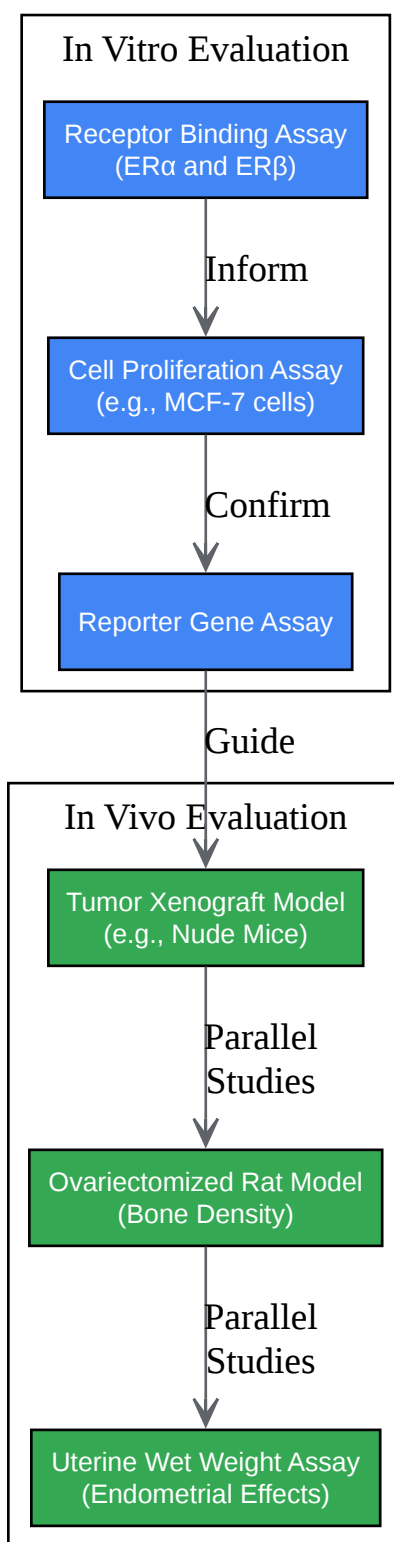 In Vitro Evaluation
Receptor Binding Assay
(ERα and ERβ)
Inform
Cell Proliferation Assay
(e.g., MCF-7 cells)
Confirm
Reporter Gene Assay
Guide
In Vivo Evaluation
Tumor Xenograft Model
(e.g., Nude Mice)
Parallel
Studies
Ovariectomized Rat Model
(Bone Density)
Parallel
Studies
Uterine Wet Weight Assay
(Endometrial Effects)